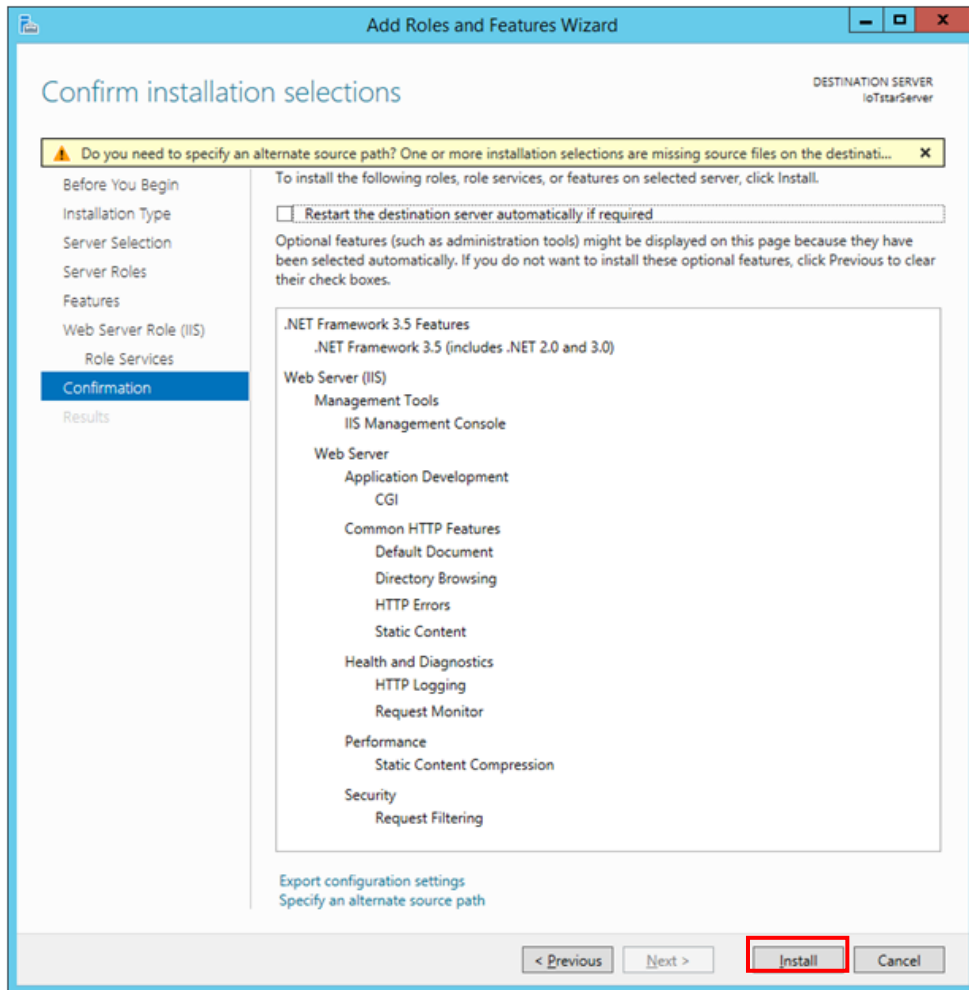 Add Roles and Features Wizard
Confirm installation selections
DESTINATION SERVER
IoTstarServer
Do you need to specify an alternate source path? One or more installation selections are missing source files on the destinati...
Before You Begin
Installation Type
Server Selection
Server Roles
Features
Web Server Role (IIS)
Role Services
Confirmation
Results
To install the following roles, role services, or features on selected server, click Install.
Restart the destination server automatically if required
Optional features (such as administration tools) might be displayed on this page because they have
been selected automatically. If you do not want to install these optional features, click Previous to clear
their check boxes.
.NET Framework 3.5 Features
.NET Framework 3.5 (includes .NET 2.0 and 3.0)
Web Server (IIS)
Management Tools
IIS Management Console
Web Server
Application Development
CGI
Common HTTP Features
Default Document
Directory Browsing
HTTP Errors
Static Content
Health and Diagnostics
HTTP Logging
Request Monitor
Performance
Static Content Compression
Security
Request Filtering
Export configuration settings
Specify an alternate source path
< Previous
Next >
Install
Cancel